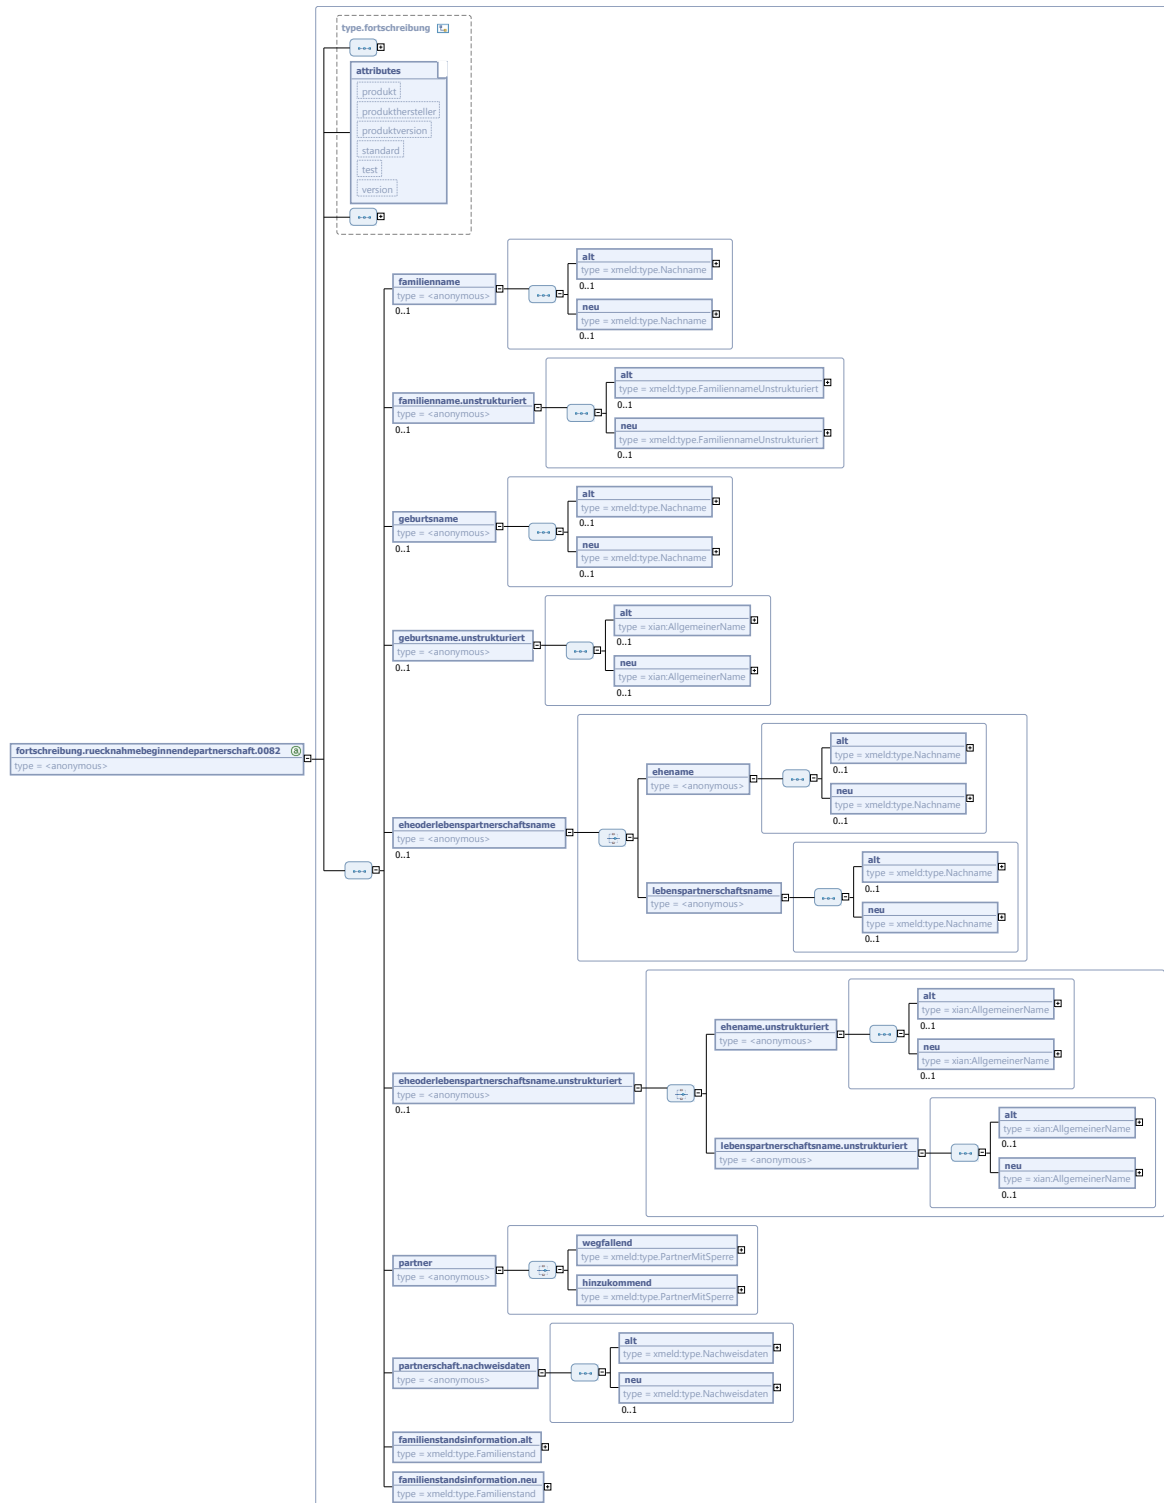 type.fortschreibung
attributes
produkt
produkthersteller
produktversion
standard
test
version
familienname
type = <anonymous>
0..1
alt
type = xmeld:type.Nachname
0..1
neu
type = xmeld:type.Nachname
0..1
familienname.unstrukturiert
type = <anonymous>
0..1
alt
type = xmeld:type.FamiliennameUnstrukturiert
0..1
neu
type = xmeld:type.FamiliennameUnstrukturiert
0..1
geburtsname
type = <anonymous>
0..1
alt
type = xmeld:type.Nachname
0..1
neu
type = xmeld:type.Nachname
0..1
geburtsname.unstrukturiert
type = <anonymous>
0..1
alt
type = xian:AllgemeinerName
0..1
neu
type = xian:AllgemeinerName
0..1
fortschreibung.ruecknahmebeginnendepartnerschaft.0082 a
type = <anonymous>
eheoderlebenspartnerschaftsname
type = <anonymous>
0..1
ehename
type = <anonymous>
alt
type = xmeld:type.Nachname
0..1
neu
type = xmeld:type.Nachname
0..1
lebenspartnerschaftsname
type = <anonymous>
alt
type = xmeld:type.Nachname
0..1
neu
type = xmeld:type.Nachname
0..1
eheoderlebenspartnerschaftsname.unstrukturiert
type = <anonymous>
0..1
ehename.unstrukturiert
type = <anonymous>
alt
type = xian:AllgemeinerName
0..1
neu
type = xian:AllgemeinerName
0..1
lebenspartnerschaftsname.unstrukturiert
type = <anonymous>
alt
type = xian:AllgemeinerName
0..1
neu
type = xian:AllgemeinerName
0..1
partner
type = <anonymous>
wegfallend
type = xmeld:type.PartnerMitSperre
hinzukommend
type = xmeld:type.PartnerMitSperre
partnerschaft.nachweisdaten
type = <anonymous>
alt
type = xmeld:type.Nachweisdaten
neu
type = xmeld:type.Nachweisdaten
0..1
familienstandsinformation.alt
type = xmeld:type.Familienstand
familienstandsinformation.neu
type = xmeld:type.Familienstand